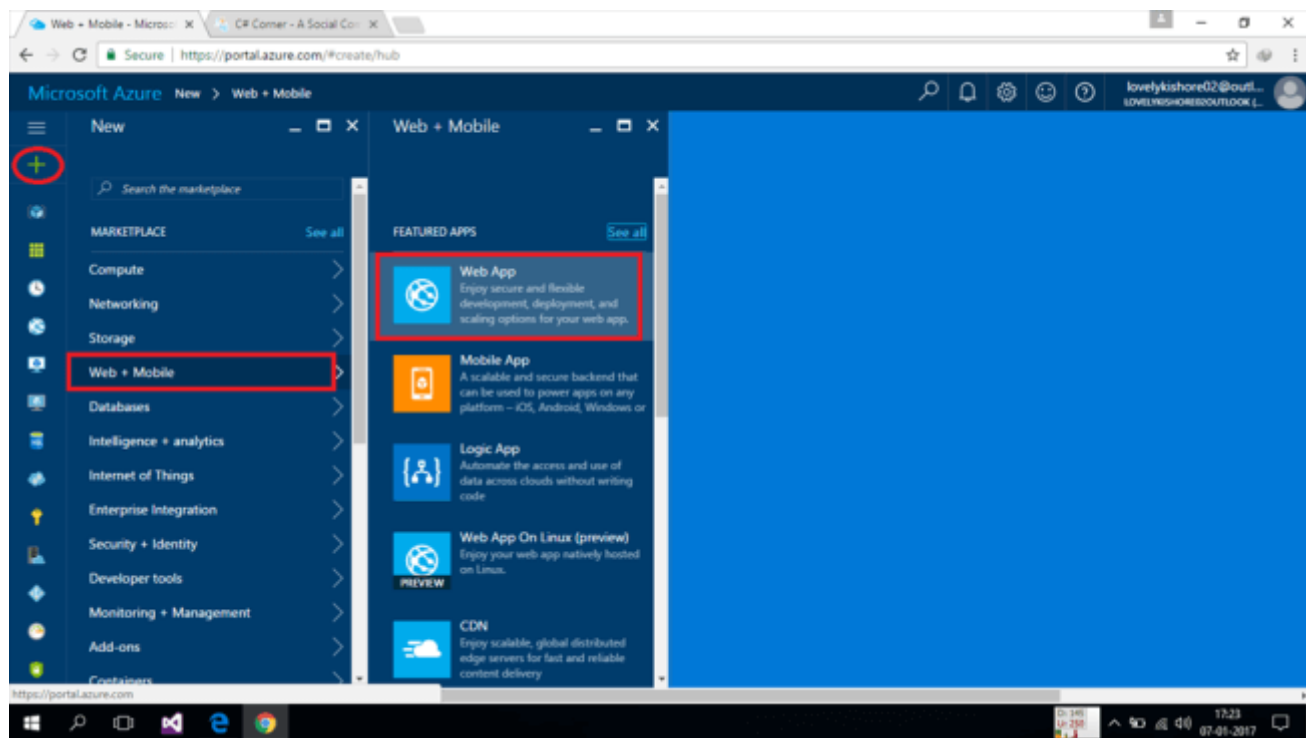 Web + Mobile - Microso
C# Corner - A Social Co
Secure | https://portal.azure.com/#create/hub
Microsoft Azure New > Web + Mobile
lovelykishore02@outl...
LOVELYKISHORE02OUTLOOK (...
New
Search the marketplace
MARKETPLACE See all
Compute
Networking
Storage
Web + Mobile
Databases
Intelligence + analytics
Internet of Things
Enterprise Integration
Security + Identity
Developer tools
Monitoring + Management
Add-ons
Containers
Web + Mobile
FEATURED APPS See all
Web App
Enjoy secure and flexible
development, deployment, and
scaling options for your web app.
Mobile App
A scalable and secure backend that
can be used to power apps on any
platform – iOS, Android, Windows or
Logic App
Automate the access and use of
data across clouds without writing
code
Web App On Linux (preview)
Enjoy your web app natively hosted
on Linux.
PREVIEW
CDN
Enjoy scalable, global distributed
edge servers for fast and reliable
content delivery
https://portal.azure.com
D: 145
U: 258
17:23
07-01-2017